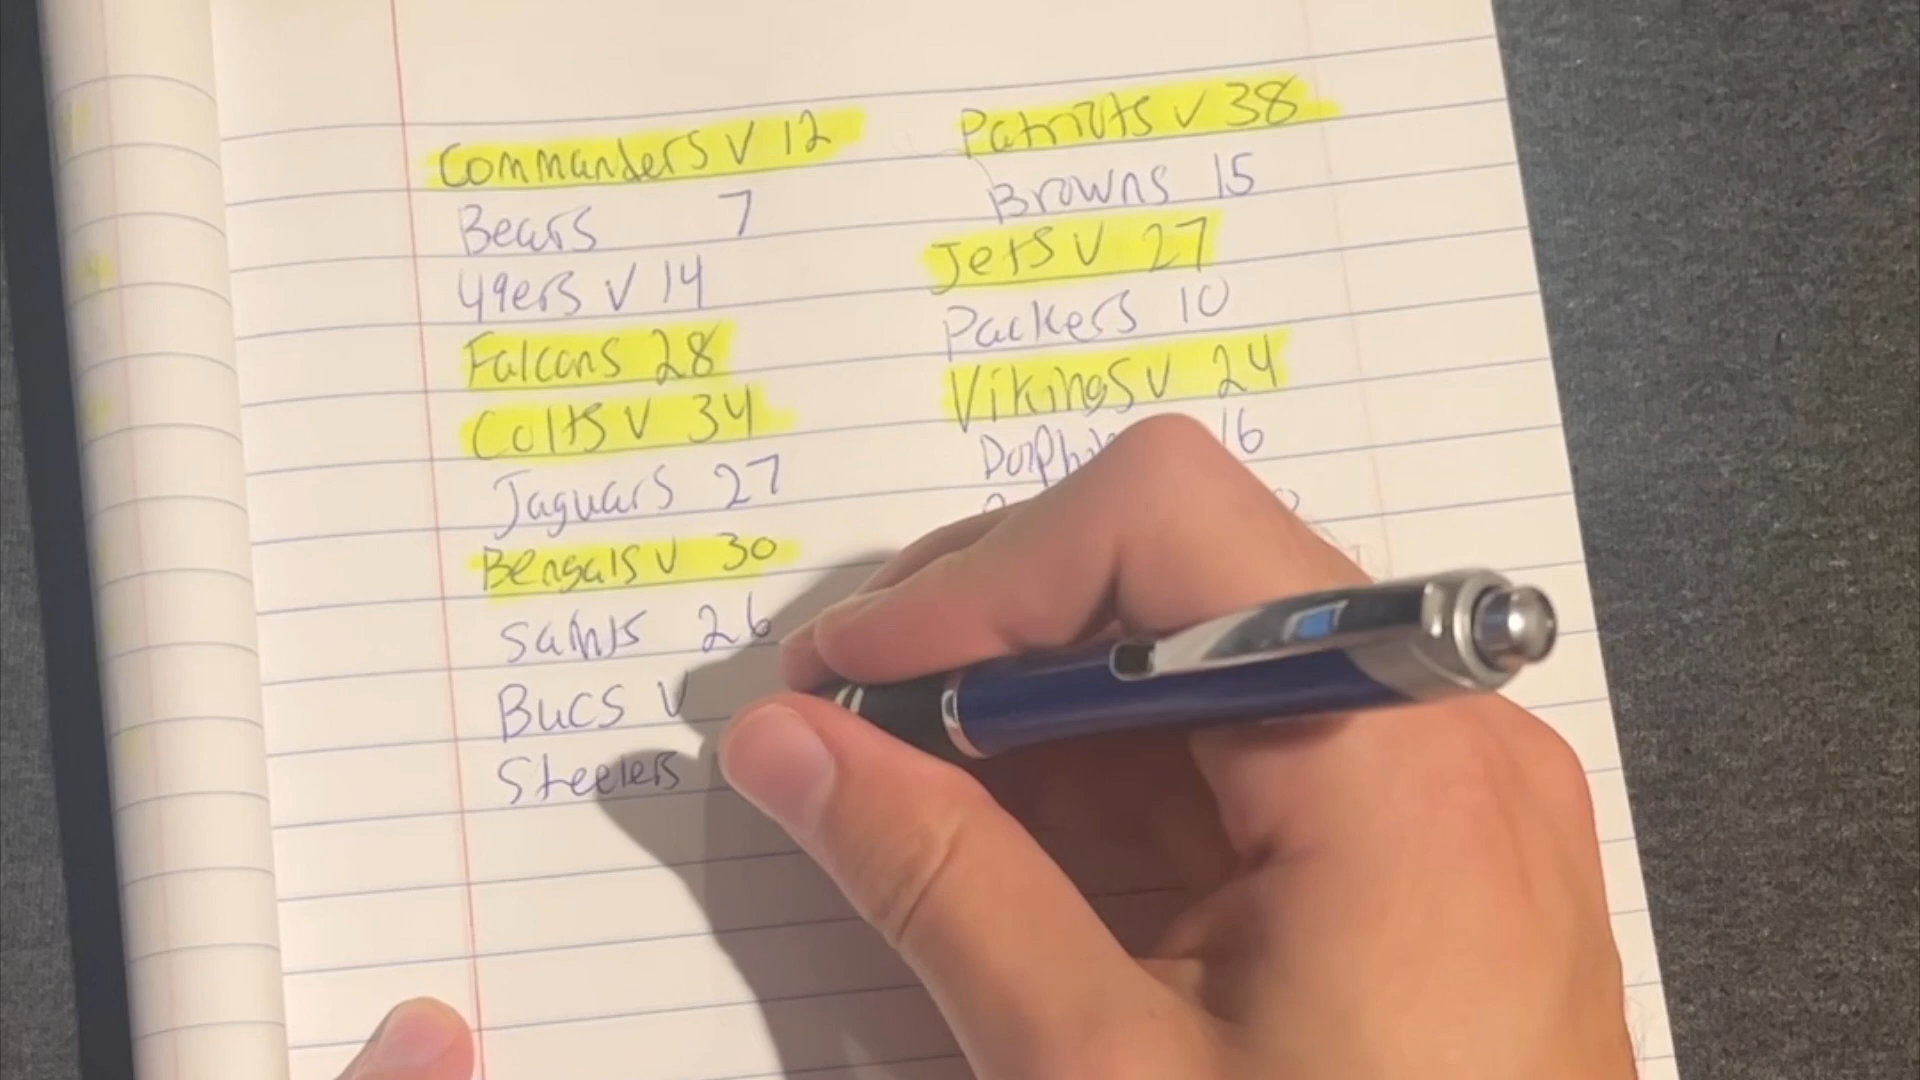 Commanders V 12
Bears 7
49ers V 14
Falcons 28
Colts V 34
Jaguars 27
Bengals V 30
Saints 26
Bucs V
Steelers
Patriots V 38
Browns 15
Jets V 27
Packers 10
Vikings V 24
16